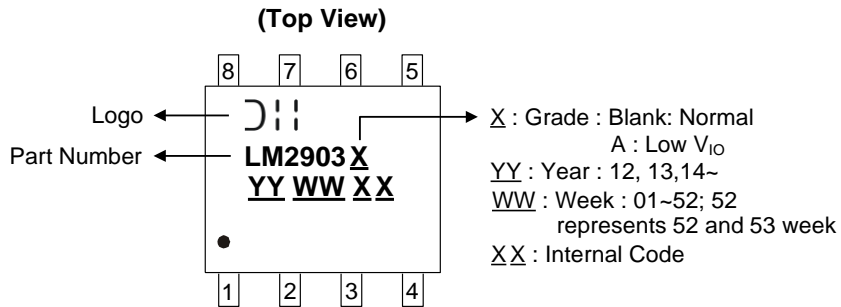 (Top View)
8 7 6 5
Logo
Part Number
LM2903 X
YY WW X X
1 2 3 4
X : Grade : Blank: Normal
A : Low VIO
YY : Year : 12, 13,14~
WW : Week : 01~52; 52
represents 52 and 53 week
X X : Internal Code